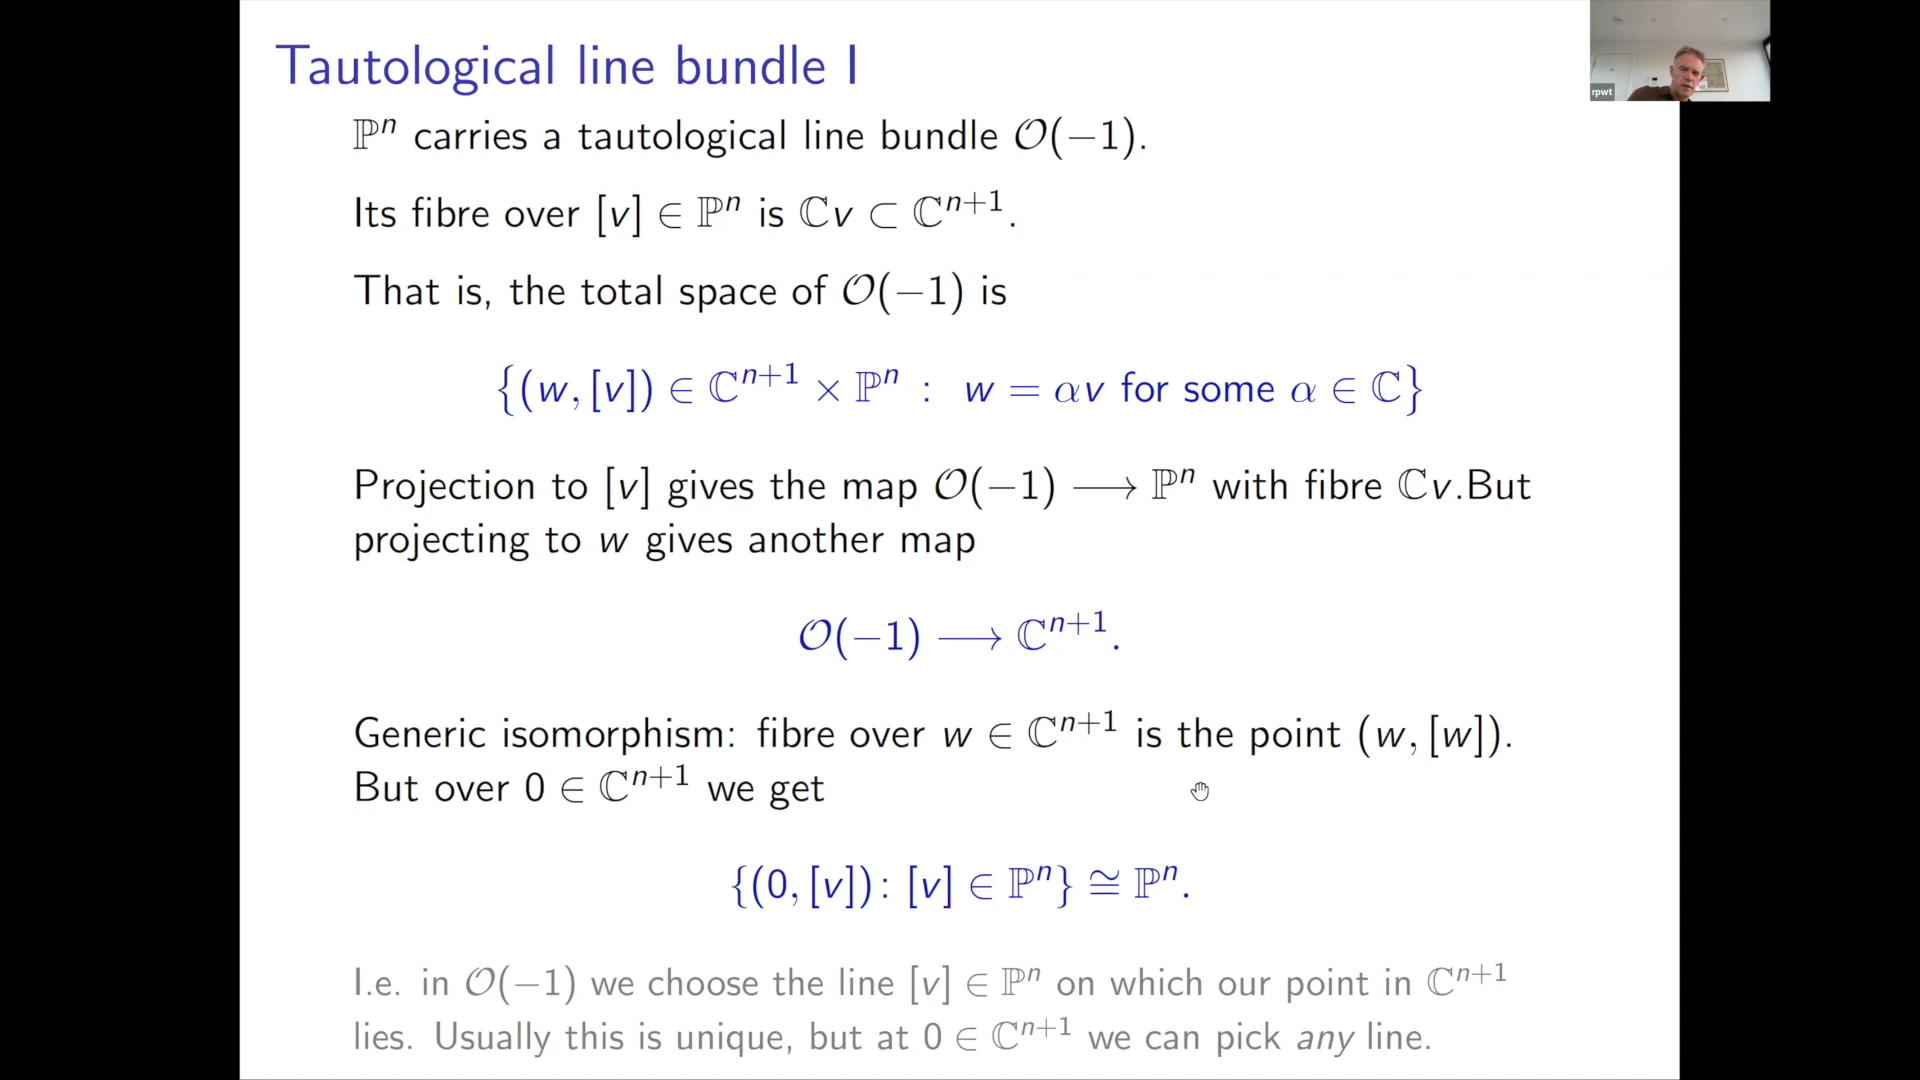 Tautological line bundle I
rpwt
ℙⁿ carries a tautological line bundle 𝒪(−1).
Its fibre over [v] ∈ ℙⁿ is ℂv ⊂ ℂⁿ⁺¹.
That is, the total space of 𝒪(−1) is
{(w, [v]) ∈ ℂⁿ⁺¹ × ℙⁿ : w = αv for some α ∈ ℂ}
Projection to [v] gives the map 𝒪(−1) ⟶ ℙⁿ with fibre ℂv.But
projecting to w gives another map
𝒪(−1) ⟶ ℂⁿ⁺¹.
Generic isomorphism: fibre over w ∈ ℂⁿ⁺¹ is the point (w, [w]).
But over 0 ∈ ℂⁿ⁺¹ we get
{(0, [v]): [v] ∈ ℙⁿ} ≅ ℙⁿ.
I.e. in 𝒪(−1) we choose the line [v] ∈ ℙⁿ on which our point in ℂⁿ⁺¹
lies. Usually this is unique, but at 0 ∈ ℂⁿ⁺¹ we can pick any line.